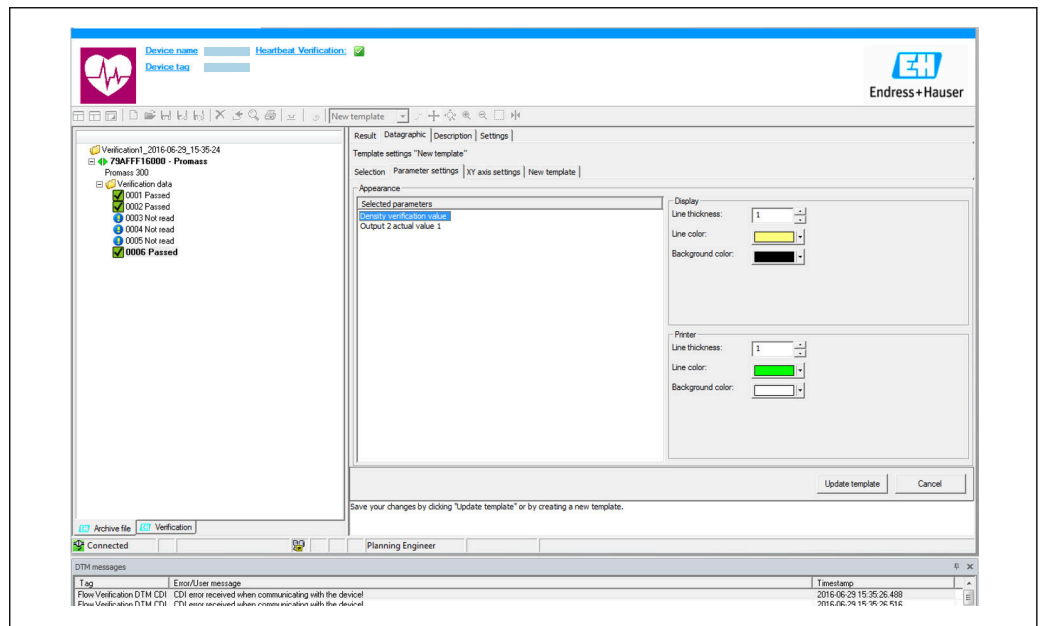 Device name Heartbeat Verification:
Device tag
EH
Endress+Hauser
New template
Result Datagraphic Description Settings
Verification1_2016-06-29_15-35-24
79AFFF16000 - Promass
Promass 300
Verification data
0001 Passed
0002 Passed
0003 Not read
0004 Not read
0005 Not read
0006 Passed
Template settings "New template"
Selection Parameter settings XY axis settings New template
Appearance
Selected parameters
Density verification value
Output 2 actual value 1
Display
Line thickness: 1
Line color:
Background color:
Printer
Line thickness: 1
Line color:
Background color:
Update template Cancel
Save your changes by clicking "Update template" or by creating a new template.
Archive file Verification
Connected Planning Engineer
DTM messages
Tag Error/User message Timestamp
Flow Verification DTM CDI CDI error received when communicating with the device! 2016-06-29 15:35:26.488
Flow Verification DTM CDI CDI error received when communicating with the device! 2016-06-29 15:35:26.516